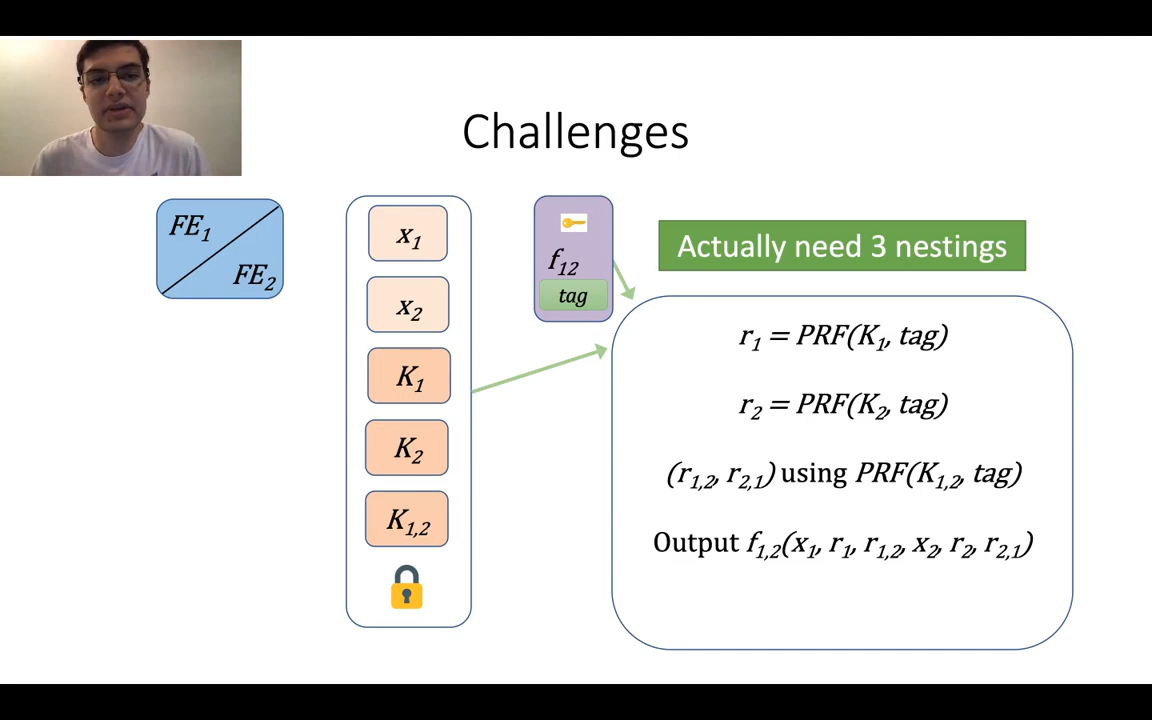 Challenges
FE₁
FE₂
x₁
x₂
K₁
K₂
K₁,₂
f₁₂
tag
Actually need 3 nestings
r₁ = PRF(K₁, tag)
r₂ = PRF(K₂, tag)
(r₁,₂, r₂,₁) using PRF(K₁,₂, tag)
Output f₁,₂(x₁, r₁, r₁,₂, x₂, r₂, r₂,₁)